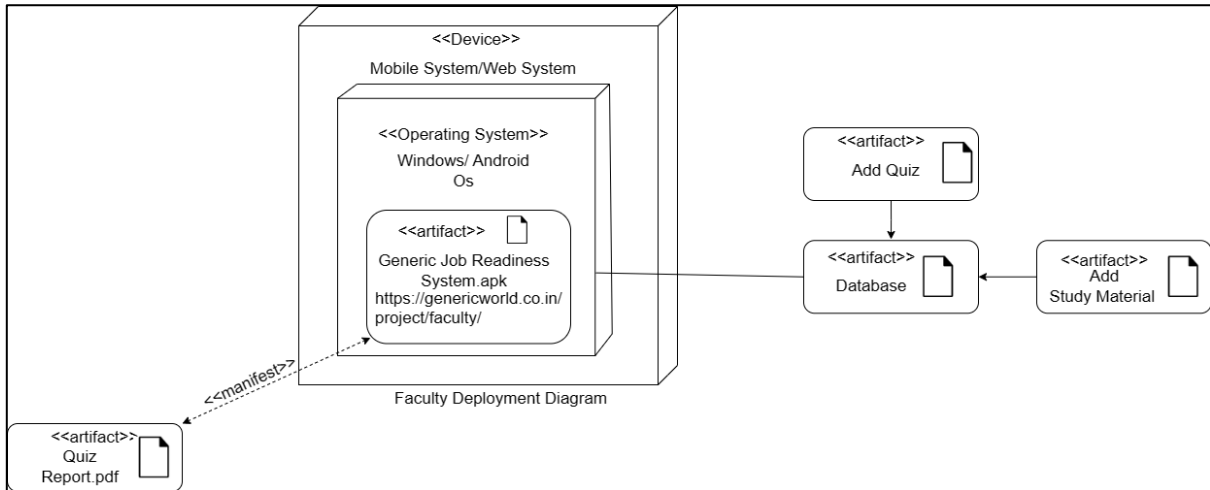 <<Device>>
Mobile System/Web System
<<Operating System>>
Windows/ Android
Os
<<artifact>>
Generic Job Readiness
System.apk
https://genericworld.co.in/
project/faculty/
<<manifest>>
Faculty Deployment Diagram
<<artifact>>
Quiz
Report.pdf
<<artifact>>
Add Quiz
<<artifact>>
Database
<<artifact>>
Add
Study Material